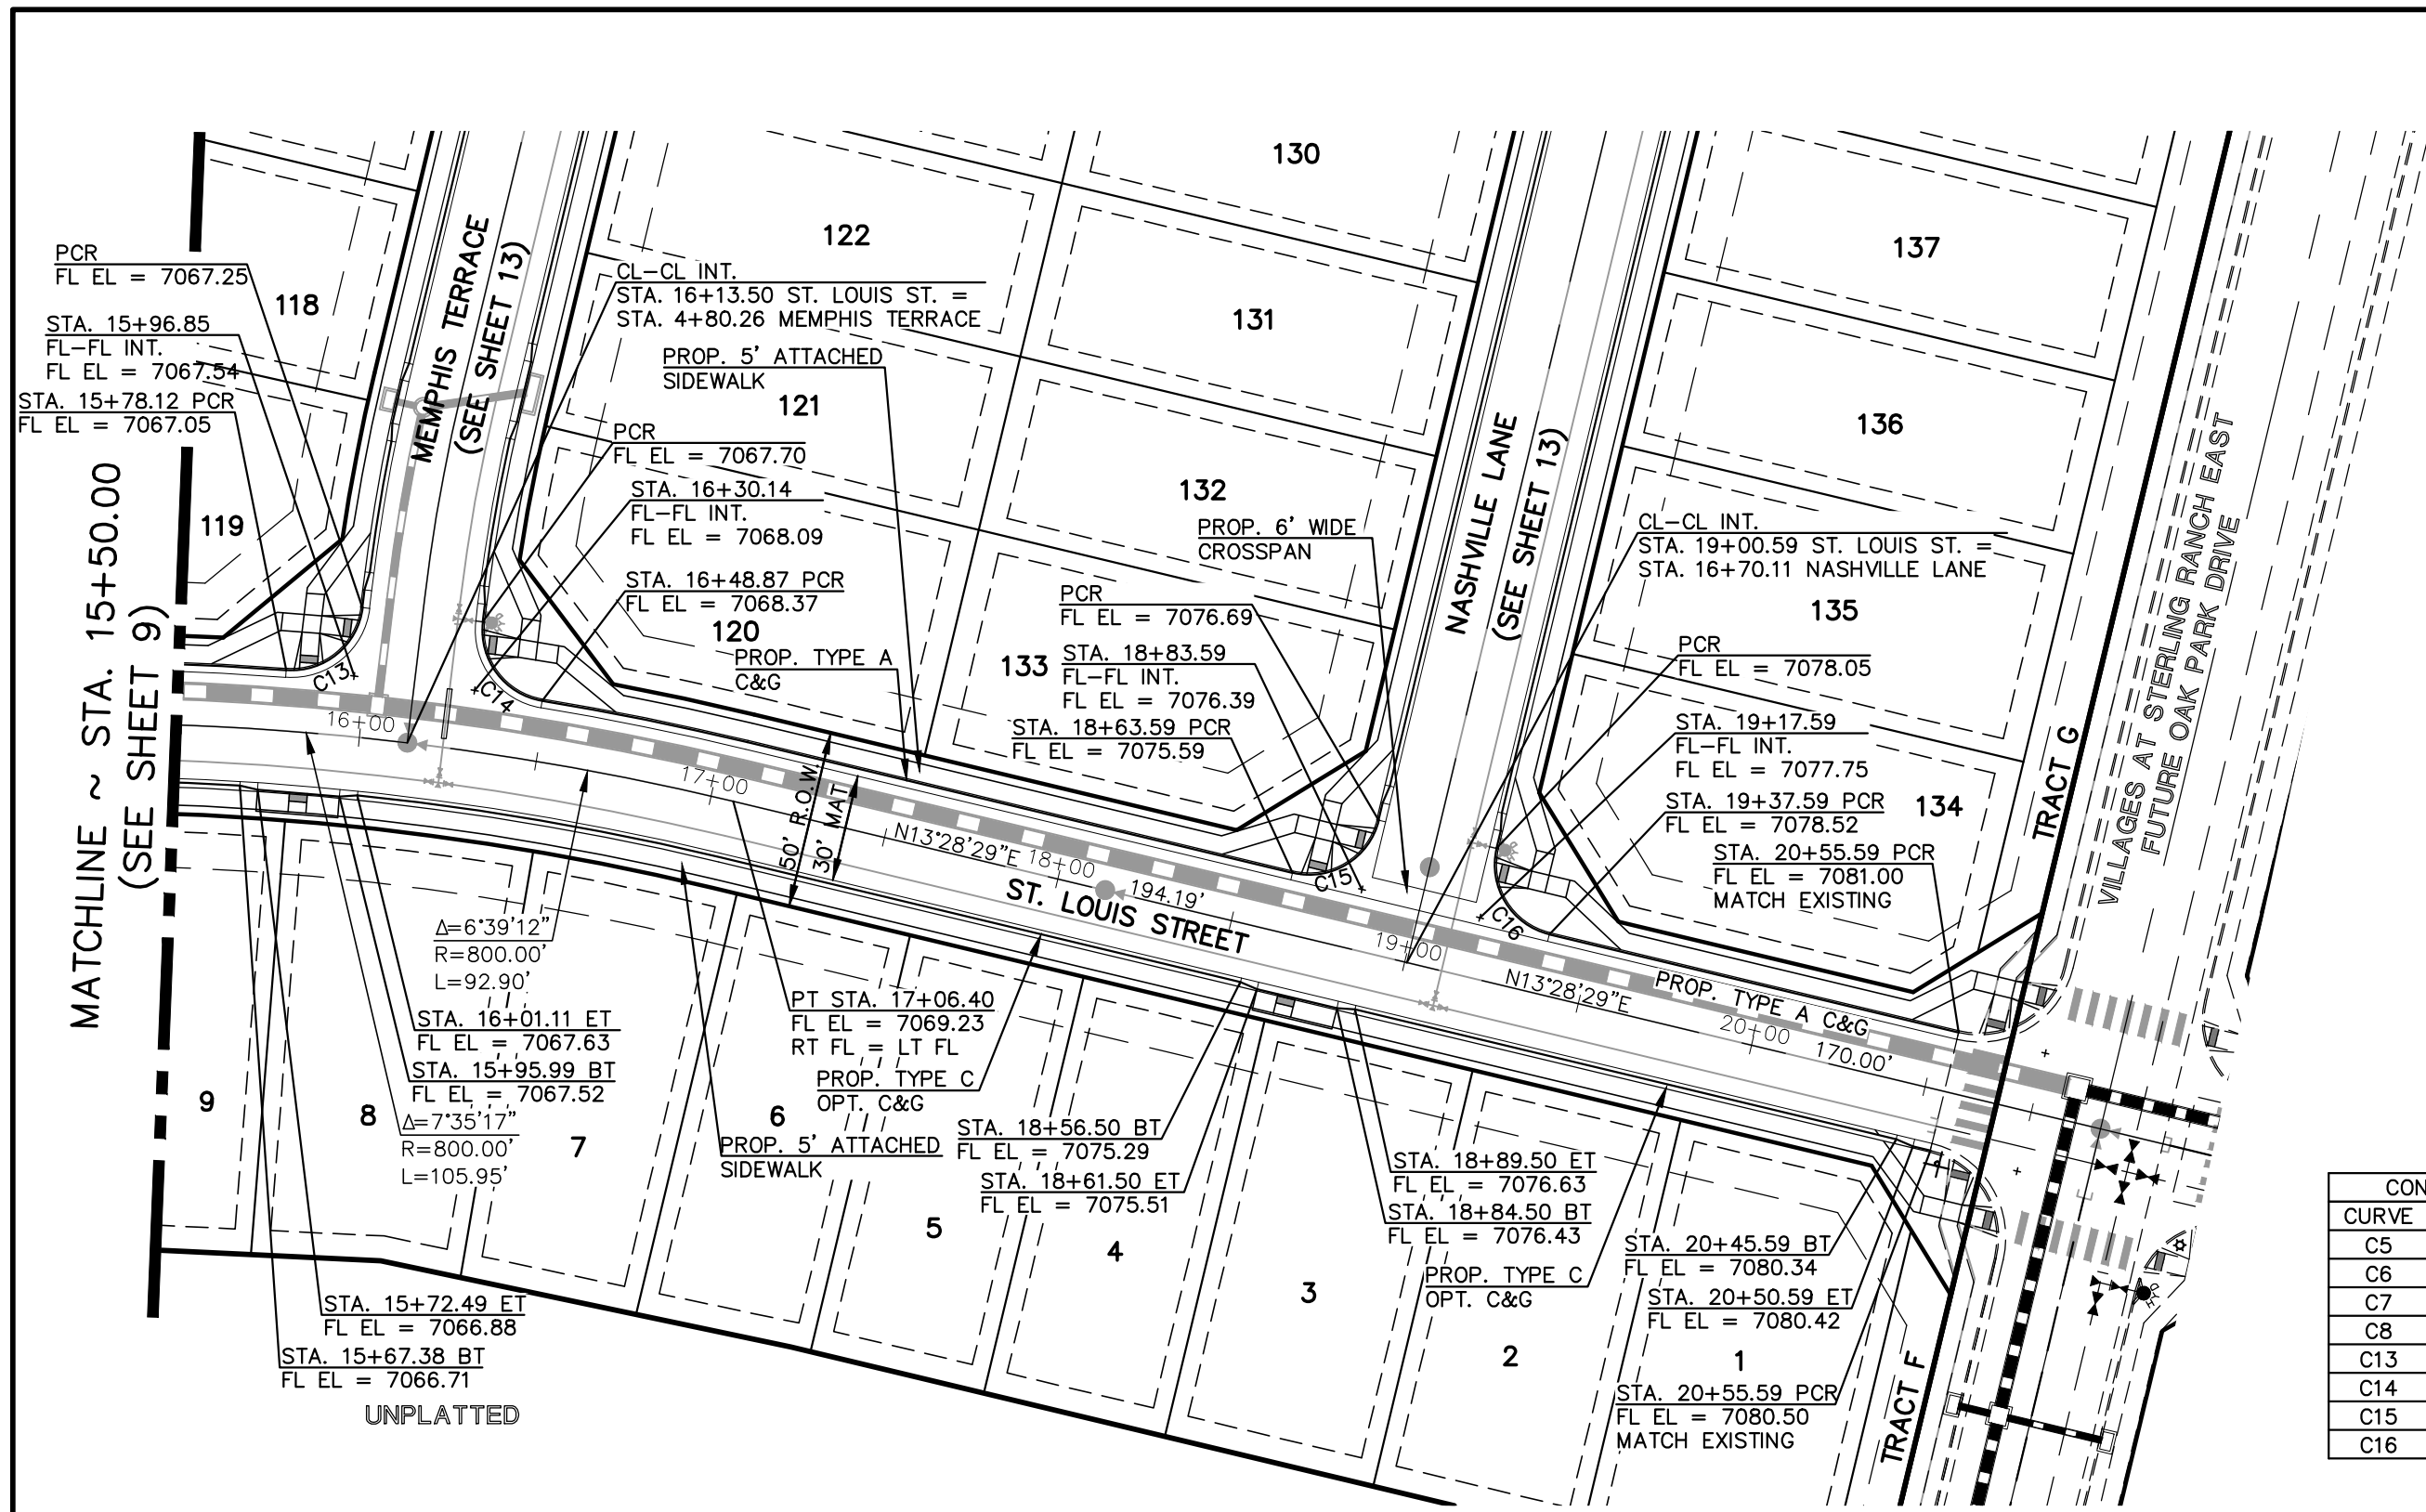 PCR
FL EL = 7067.25
STA. 15+96.85
FL-FL INT.
FL EL = 7067.54
STA. 15+78.12 PCR
FL EL = 7067.05
118
119
MATCHLINE ~ STA. 15+50.00
(SEE SHEET 9)
MEMPHIS TERRACE
(SEE SHEET 13)
CL-CL INT.
STA. 16+13.50 ST. LOUIS ST. =
STA. 4+80.26 MEMPHIS TERRACE
PROP. 5' ATTACHED
SIDEWALK
122
121
PCR
FL EL = 7067.70
STA. 16+30.14
FL-FL INT.
FL EL = 7068.09
STA. 16+48.87 PCR
FL EL = 7068.37
120
PROP. TYPE A
C&G
130
131
132
133
PROP. 6' WIDE
CROSSPAN
PCR
FL EL = 7076.69
STA. 18+83.59
FL-FL INT.
FL EL = 7076.39
STA. 18+63.59 PCR
FL EL = 7075.59
NASHVILLE LANE
(SEE SHEET 13)
137
136
CL-CL INT.
STA. 19+00.59 ST. LOUIS ST. =
STA. 16+70.11 NASHVILLE LANE
135
PCR
FL EL = 7078.05
STA. 19+17.59
FL-FL INT.
FL EL = 7077.75
STA. 19+37.59 PCR
FL EL = 7078.52
134
STA. 20+55.59 PCR
FL EL = 7081.00
MATCH EXISTING
TRACT G
VILLAGES AT STERLING RANCH EAST
FUTURE OAK PARK DRIVE
C13
C14
C15
C16
16+00
17+00
50' R.O.W.
30' MAT
N13°28'29"E
18+00
194.19'
ST. LOUIS STREET
19+00
N13°28'29"E
PROP. TYPE A C&G
20+00
170.00'
Δ=6°39'12"
R=800.00'
L=92.90'
STA. 16+01.11 ET
FL EL = 7067.63
STA. 15+95.99 BT
FL EL = 7067.52
Δ=7°35'17"
R=800.00'
L=105.95'
PT STA. 17+06.40
FL EL = 7069.23
RT FL = LT FL
PROP. TYPE C
OPT. C&G
PROP. 5' ATTACHED
SIDEWALK
STA. 18+56.50 BT
FL EL = 7075.29
STA. 18+61.50 ET
FL EL = 7075.51
STA. 18+89.50 ET
FL EL = 7076.63
STA. 18+84.50 BT
FL EL = 7076.43
PROP. TYPE C
OPT. C&G
STA. 20+45.59 BT
FL EL = 7080.34
STA. 20+50.59 ET
FL EL = 7080.42
STA. 20+55.59 PCR
FL EL = 7080.50
MATCH EXISTING
TRACT F
9
8
7
6
5
4
3
2
1
STA. 15+72.49 ET
FL EL = 7066.88
STA. 15+67.38 BT
FL EL = 7066.71
UNPLATTED
CON
CURVE
C5
C6
C7
C8
C13
C14
C15
C16